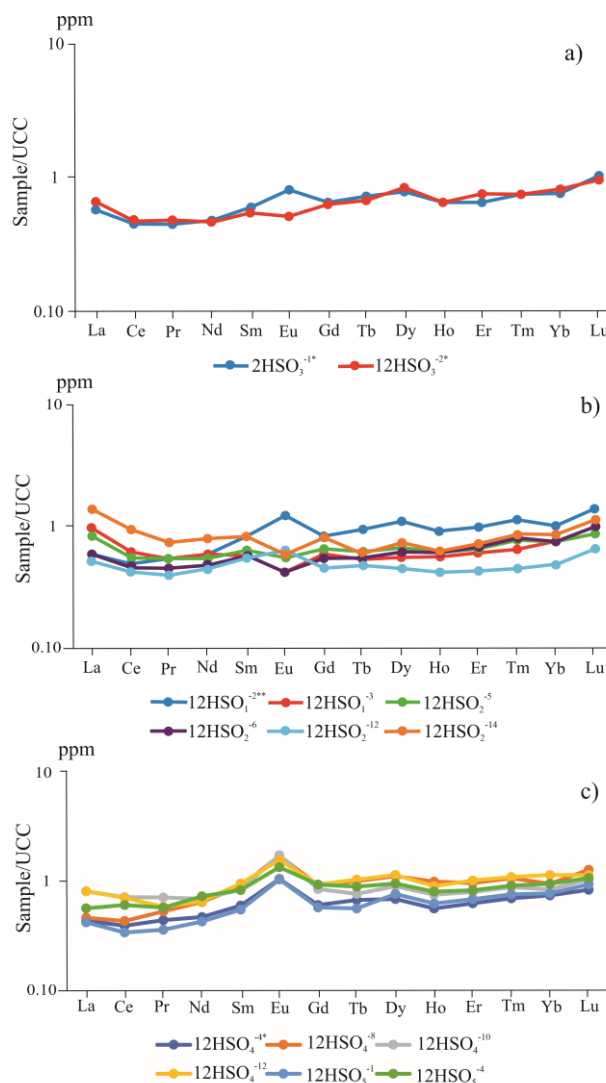 ppm
a)
10
1
0.10
Sample/UCC
La Ce Pr Nd Sm Eu Gd Tb Dy Ho Er Tm Yb Lu
2HSO₃⁻¹* 12HSO₃⁻²*
ppm
b)
10
1
0.10
Sample/UCC
La Ce Pr Nd Sm Eu Gd Tb Dy Ho Er Tm Yb Lu
12HSO₁⁻²** 12HSO₁⁻³ 12HSO₂⁻⁵
12HSO₂⁻⁶ 12HSO₂⁻¹² 12HSO₂⁻¹⁴
ppm
c)
10
1
0.10
Sample/UCC
La Ce Pr Nd Sm Eu Gd Tb Dy Ho Er Tm Yb Lu
12HSO₄⁻⁴* 12HSO₄⁻⁸ 12HSO₄⁻¹⁰
12HSO₄⁻¹² 12HSO₅⁻¹ 12HSO₅⁻⁴